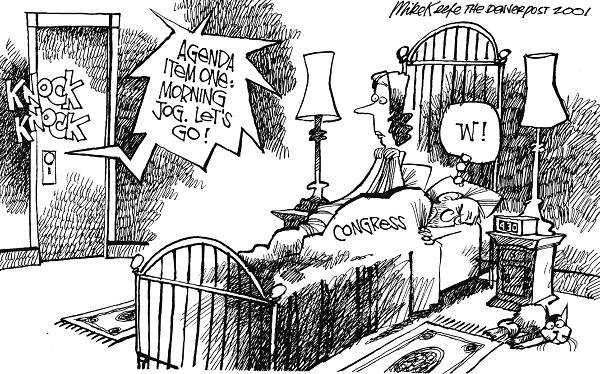 Mike Keefe THE DENVER POST 2001
KNOCK
KNOCK
AGENDA
ITEM ONE:
MORNING
JOG. LET'S
GO!
W!
CONGRESS